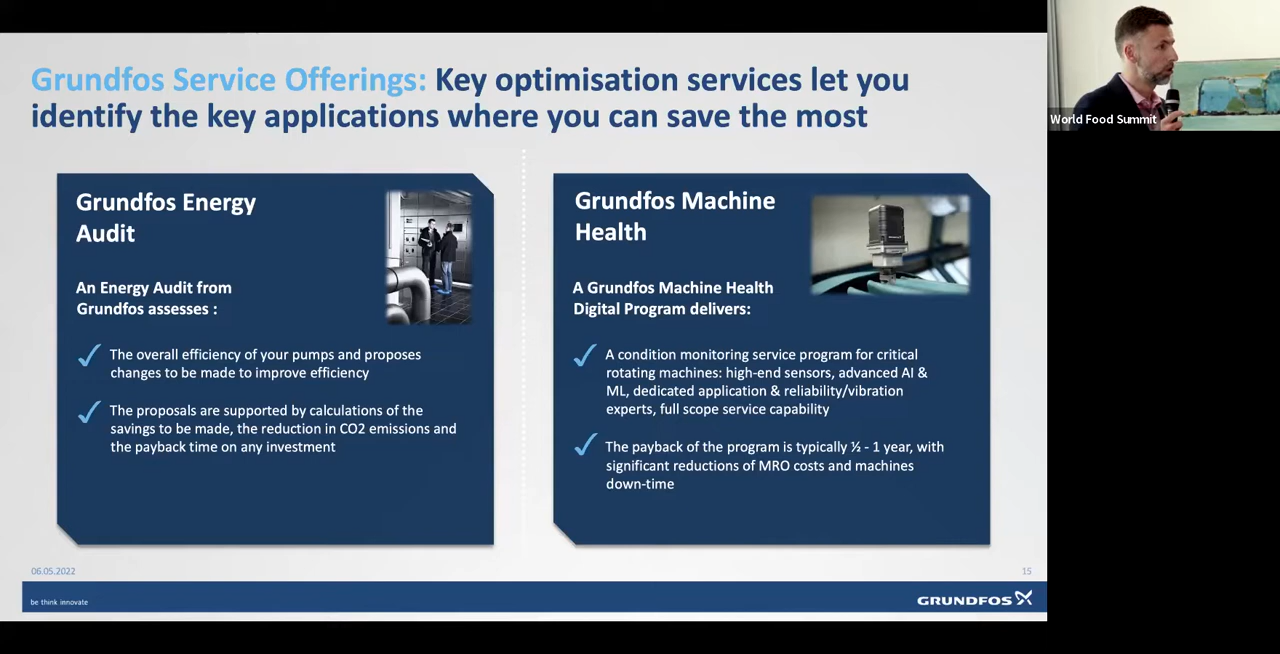 Grundfos Service Offerings: Key optimisation services let you
identify the key applications where you can save the most
Grundfos Energy
Audit
An Energy Audit from
Grundfos assesses :
The overall efficiency of your pumps and proposes
changes to be made to improve efficiency
The proposals are supported by calculations of the
savings to be made, the reduction in CO2 emissions and
the payback time on any investment
Grundfos Machine
Health
A Grundfos Machine Health
Digital Program delivers:
A condition monitoring service program for critical
rotating machines: high-end sensors, advanced AI &
ML, dedicated application & reliability/vibration
experts, full scope service capability
The payback of the program is typically ½ - 1 year, with
significant reductions of MRO costs and machines
down-time
06.05.2022
15
be think innovate
GRUNDFOS
World Food Summit